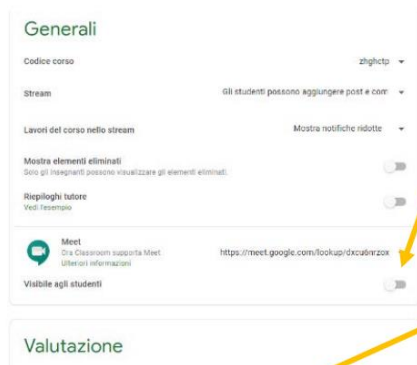 Generali
Codice corso zhghctp
Stream Gli studenti possono aggiungere post e com
Lavori del corso nello stream Mostra notifiche ridotte
Mostra elementi eliminati
Solo gli insegnanti possono visualizzare gli elementi eliminati.
Riepiloghi tutore
Vedi l'esempio
Meet
Ora Classroom supporta Meet https://meet.google.com/lookup/dxcu6nrzox
Ulteriori informazioni
Visibile agli studenti
Valutazione